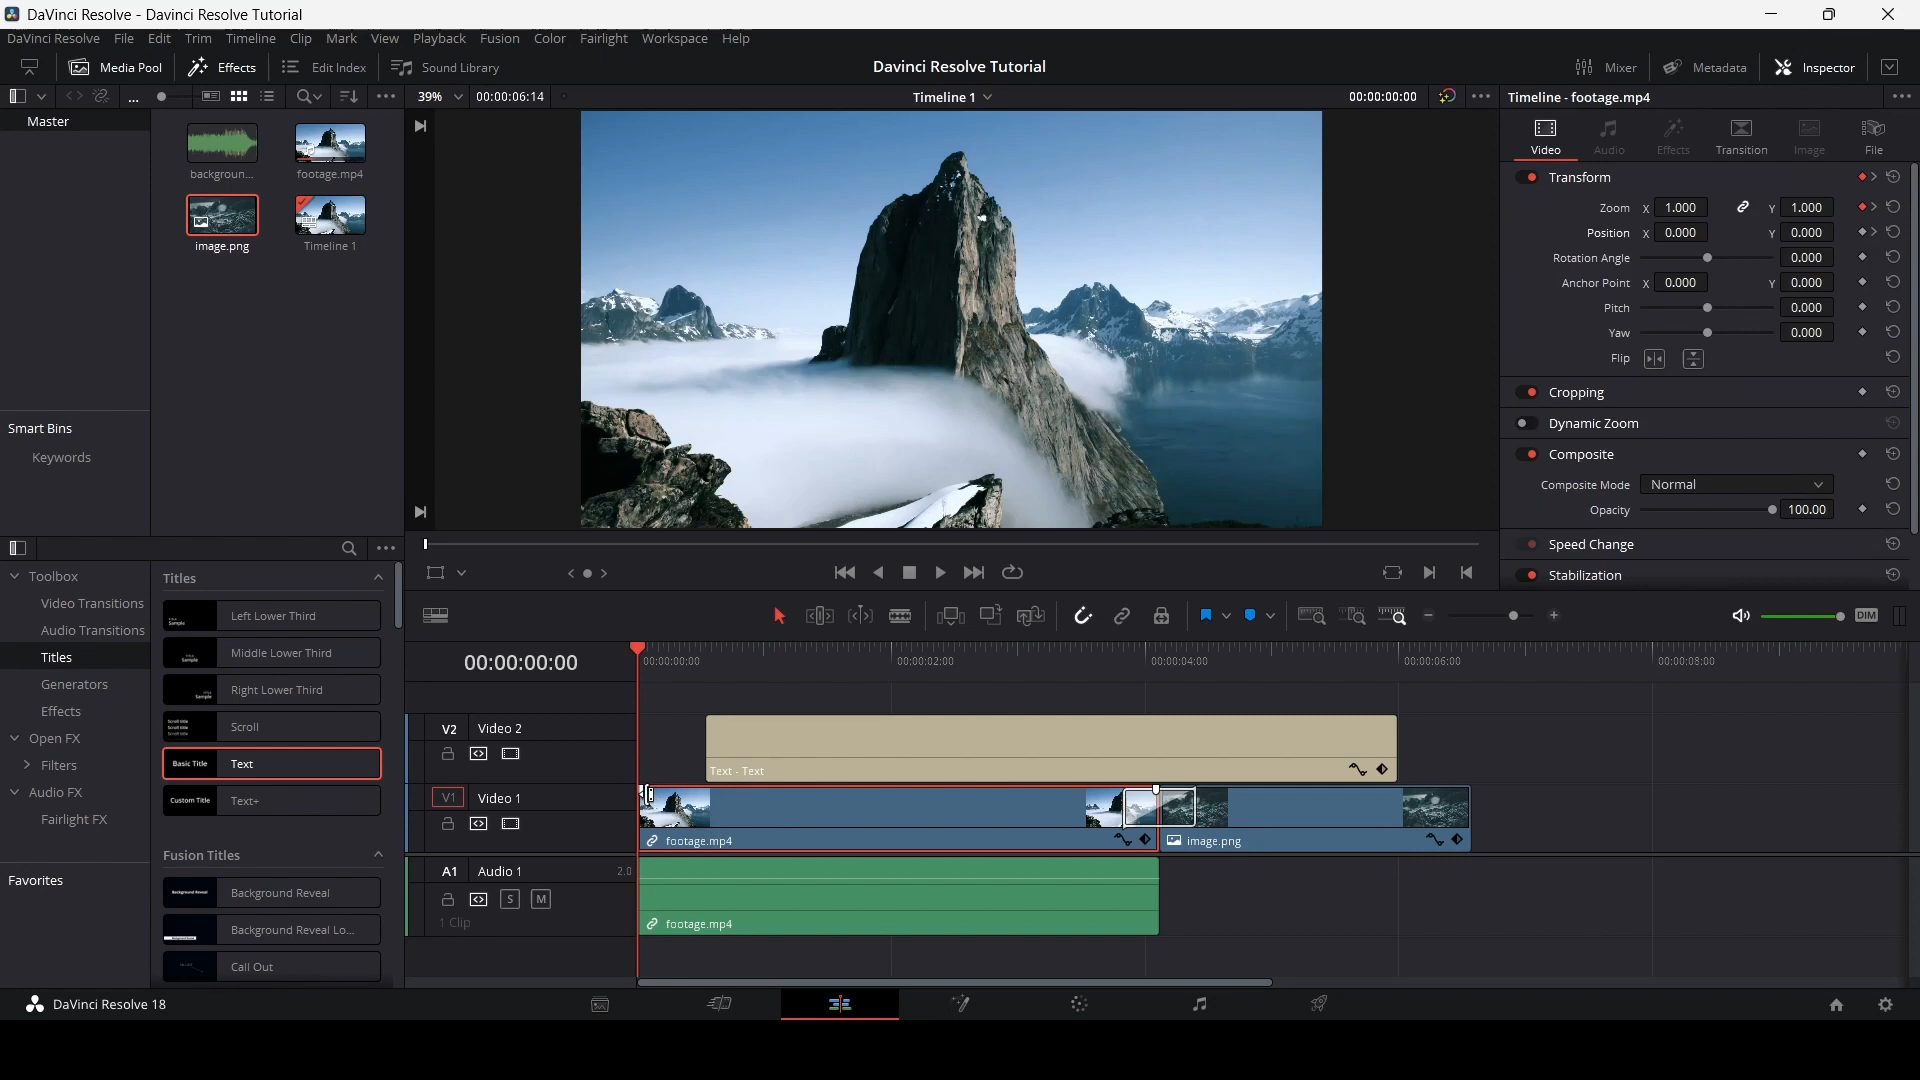 DaVinci Resolve - Davinci Resolve Tutorial
DaVinci Resolve File Edit Trim Timeline Clip Mark View Playback Fusion Color Fairlight Workspace Help
Media Pool Effects Edit Index Sound Library
Davinci Resolve Tutorial
Mixer Metadata Inspector
39% 00:00:06:14
Timeline 1
00:00:00:00
Timeline - footage.mp4
Master
backgroun...
footage.mp4
image.png
Timeline 1
Smart Bins
Keywords
Video Audio Effects Transition Image File
Transform
Zoom X 1.000 Y 1.000
Position X 0.000 Y 0.000
Rotation Angle 0.000
Anchor Point X 0.000 Y 0.000
Pitch 0.000
Yaw 0.000
Flip
Cropping
Dynamic Zoom
Composite
Composite Mode Normal
Opacity 100.00
Speed Change
Stabilization
Toolbox
Video Transitions
Audio Transitions
Titles
Generators
Effects
Open FX
Filters
Audio FX
Fairlight FX
Favorites
Titles
Left Lower Third
Middle Lower Third
Right Lower Third
Scroll
Basic Title Text
Custom Title Text+
Fusion Titles
Background Reveal Background Reveal
Background Reveal Lo...
Call Out
DIM
00:00:00:00
00:00:00:00 00:00:02:00 00:00:04:00 00:00:06:00 00:00:08:00
V2 Video 2
Text - Text
V1 Video 1
footage.mp4
image.png
A1 Audio 1 2.0
S M
1 Clip
footage.mp4
DaVinci Resolve 18